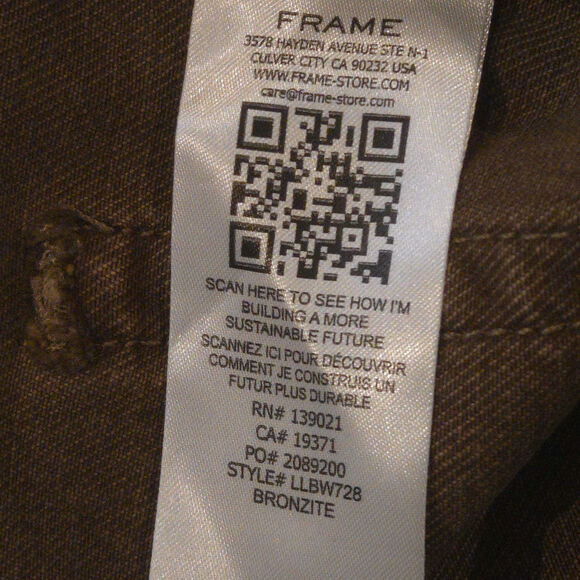 FRAME
3578 HAYDEN AVENUE STE N-1
CULVER CITY CA 90232 USA
WWW.FRAME-STORE.COM
care@frame-store.com
SCAN HERE TO SEE HOW I'M
BUILDING A MORE
SUSTAINABLE FUTURE
SCANNEZ ICI POUR DÉCOUVRIR
COMMENT JE CONSTRUIS UN
FUTUR PLUS DURABLE
RN# 139021
CA# 19371
PO# 2089200
STYLE# LLBW728
BRONZITE